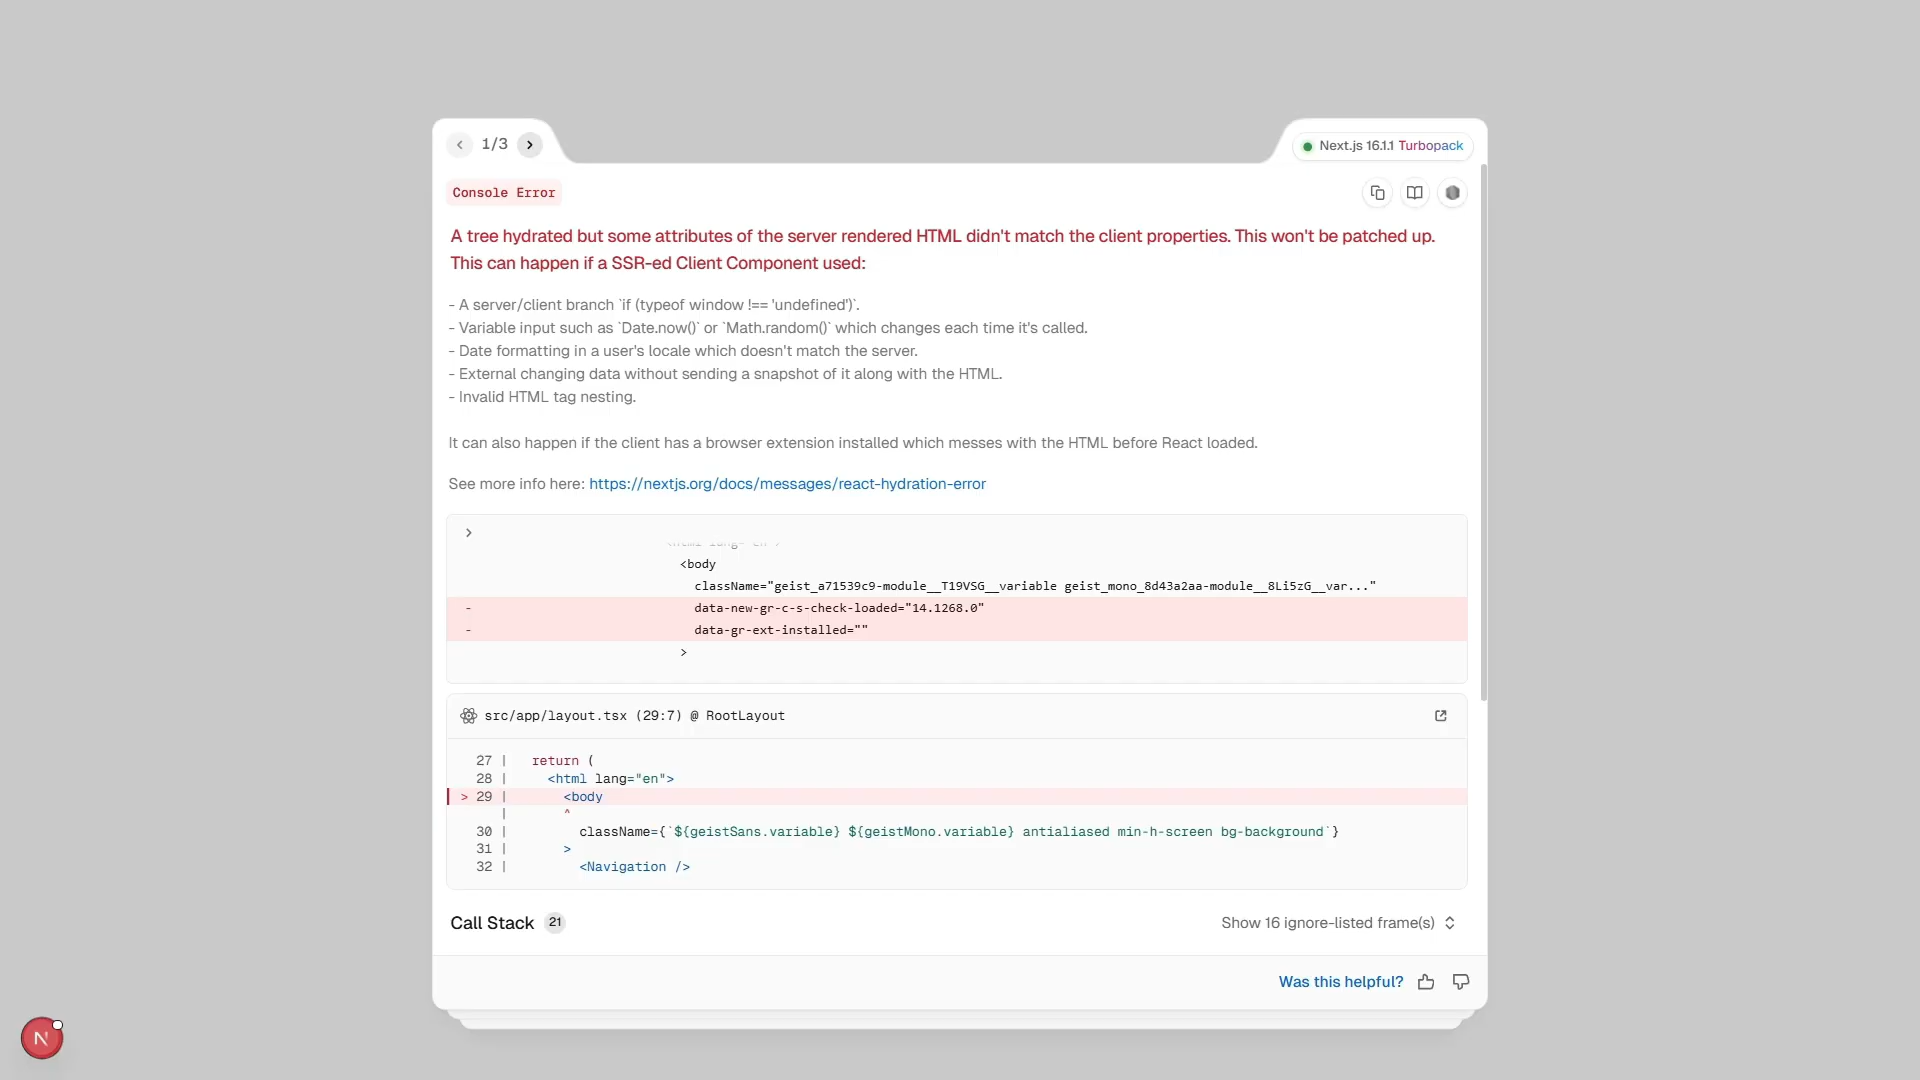 1/3
Next.js 16.1.1 Turbopack
Console Error
A tree hydrated but some attributes of the server rendered HTML didn't match the client properties. This won't be patched up.
This can happen if a SSR-ed Client Component used:
- A server/client branch `if (typeof window !== 'undefined')`.
- Variable input such as `Date.now()` or `Math.random()` which changes each time it's called.
- Date formatting in a user's locale which doesn't match the server.
- External changing data without sending a snapshot of it along with the HTML.
- Invalid HTML tag nesting.
It can also happen if the client has a browser extension installed which messes with the HTML before React loaded.
See more info here: https://nextjs.org/docs/messages/react-hydration-error
<html lang="en">
<body
className="geist_a71539c9-module__T19VSG__variable geist_mono_8d43a2aa-module__8Li5zG__var..."
- data-new-gr-c-s-check-loaded="14.1268.0"
- data-gr-ext-installed=""
>
src/app/layout.tsx (29:7) @ RootLayout
27 | return (
28 | <html lang="en">
> 29 | <body
| ^
30 | className={`${geistSans.variable} ${geistMono.variable} antialiased min-h-screen bg-background`}
31 | >
32 | <Navigation />
Call Stack 21
Show 16 ignore-listed frame(s)
Was this helpful?
N